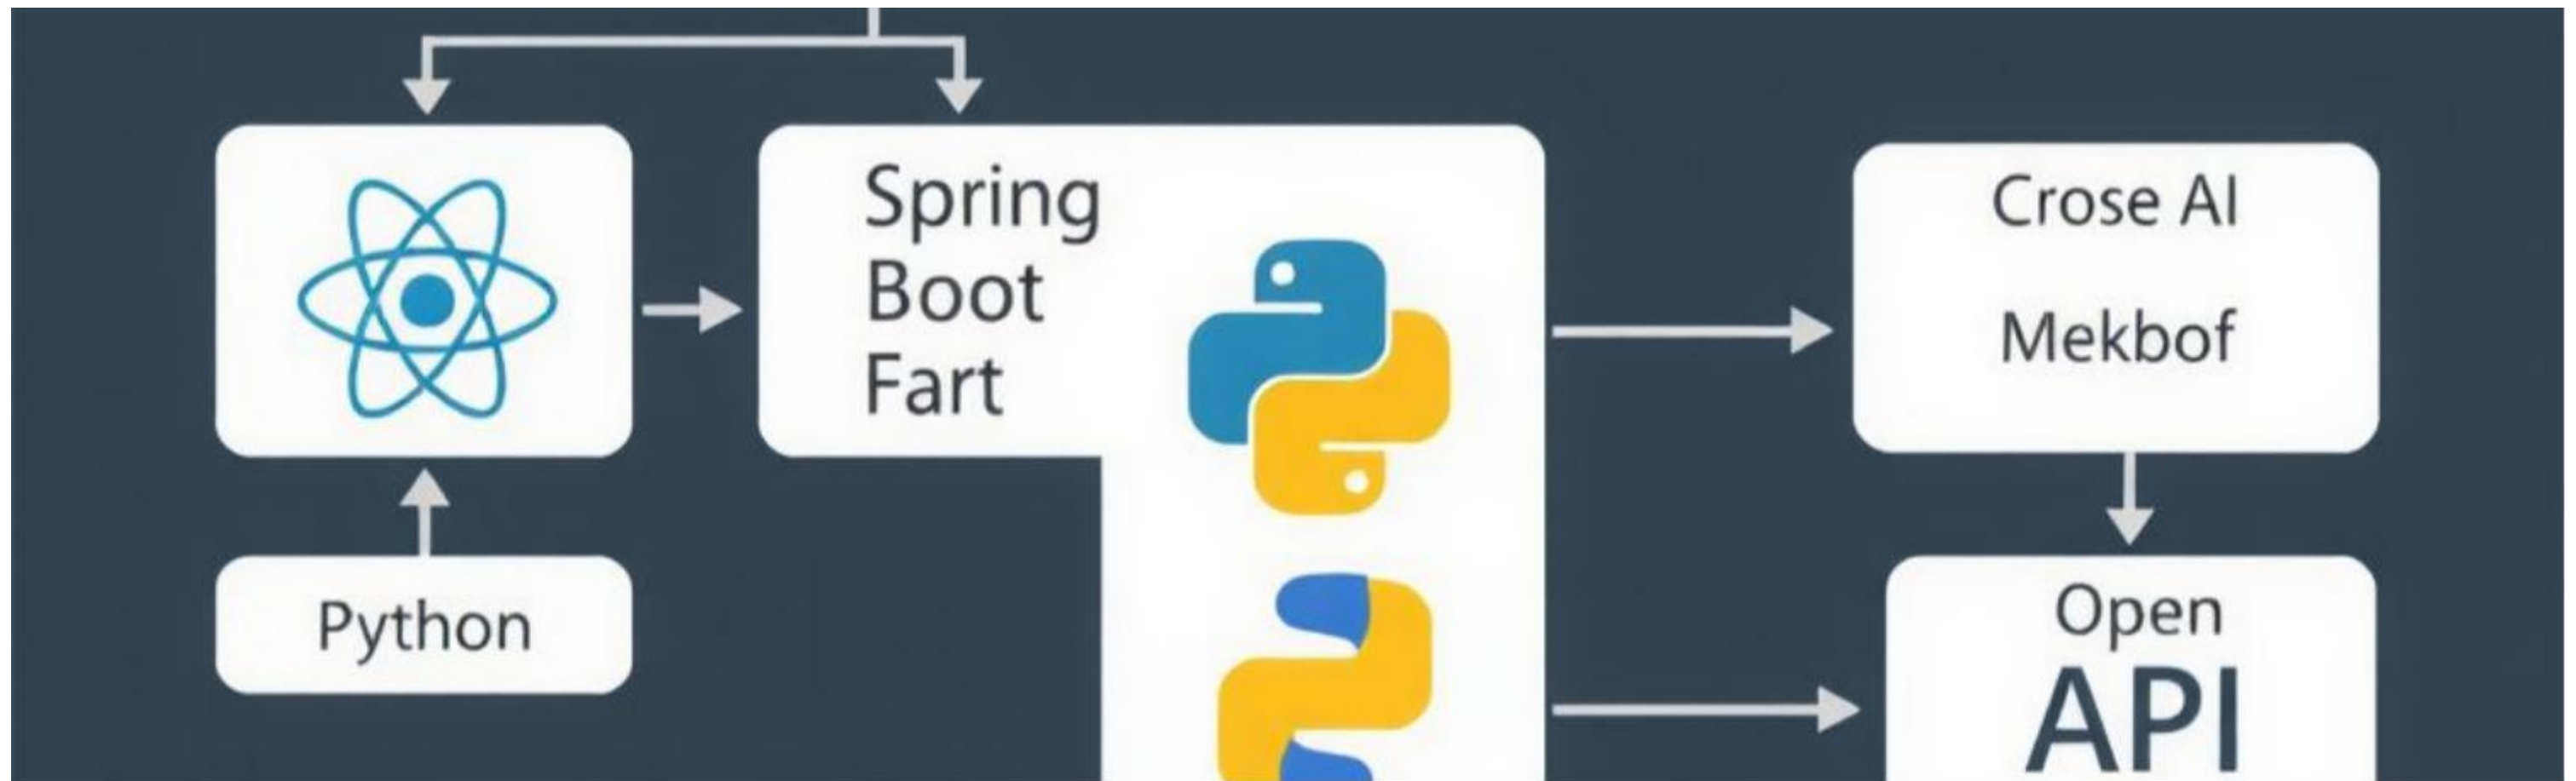 Spring
Boot
Fart
Crose AI
Mekbof
Python
Open
API